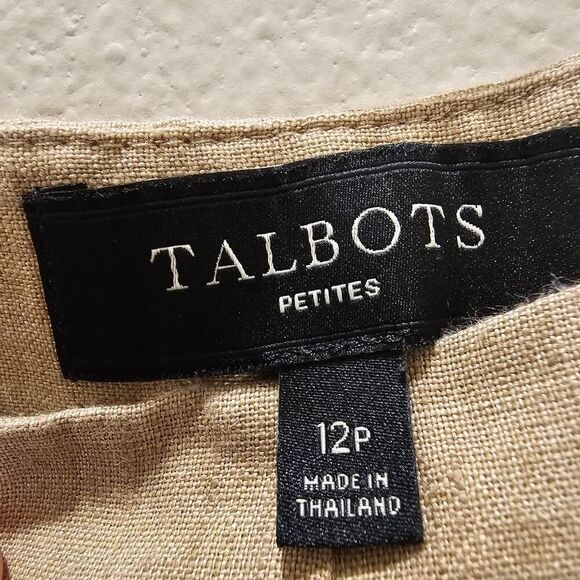 TALBOTS
PETITES
12P
MADE IN
THAILAND